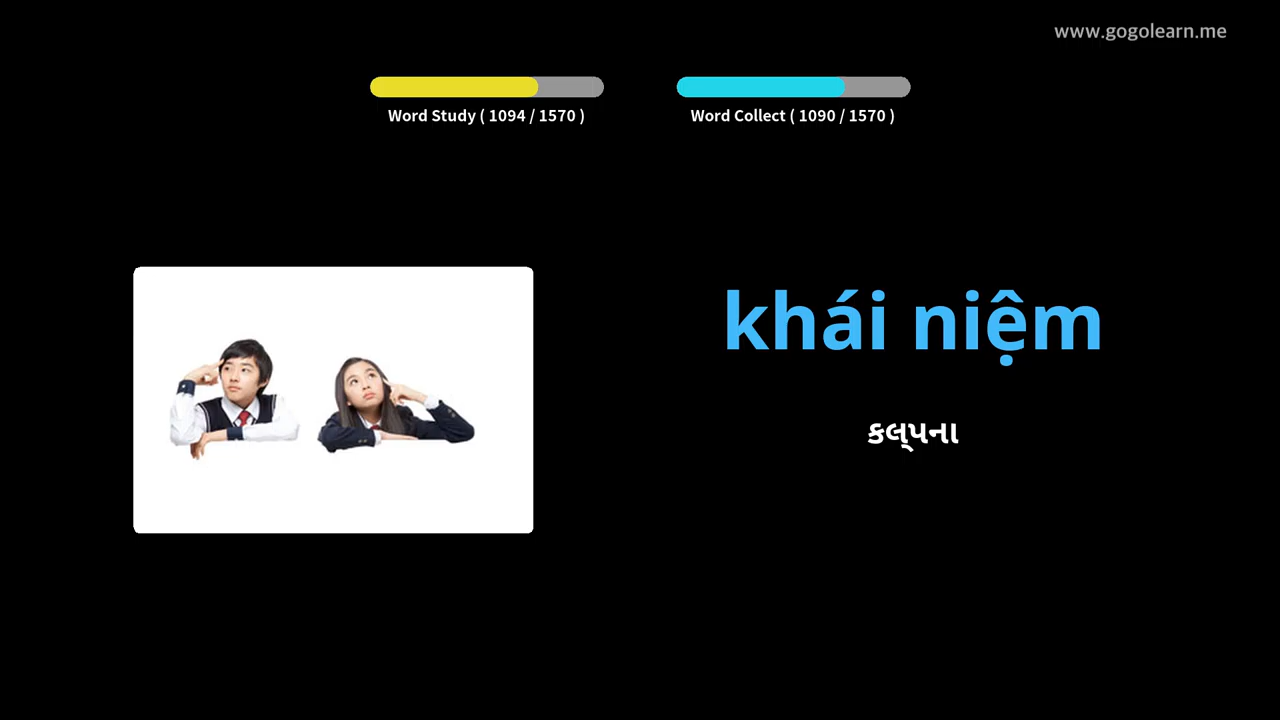 www.gogolearn.me
Word Study ( 1094 / 1570 )
Word Collect ( 1090 / 1570 )
khái niệm
કલ્પના